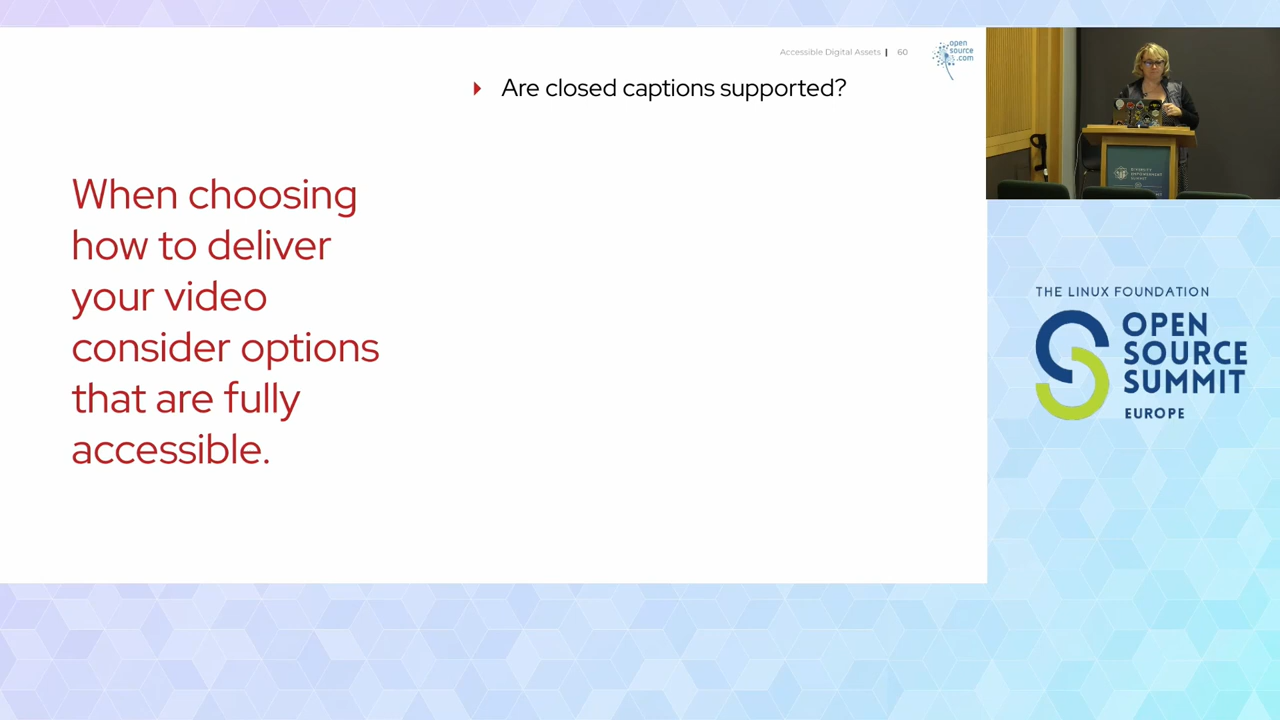 Accessible Digital Assets | 60
open
source
.com
Are closed captions supported?
When choosing
how to deliver
your video
consider options
that are fully
accessible.
THE LINUX FOUNDATION
OPEN
SOURCE
SUMMIT
EUROPE